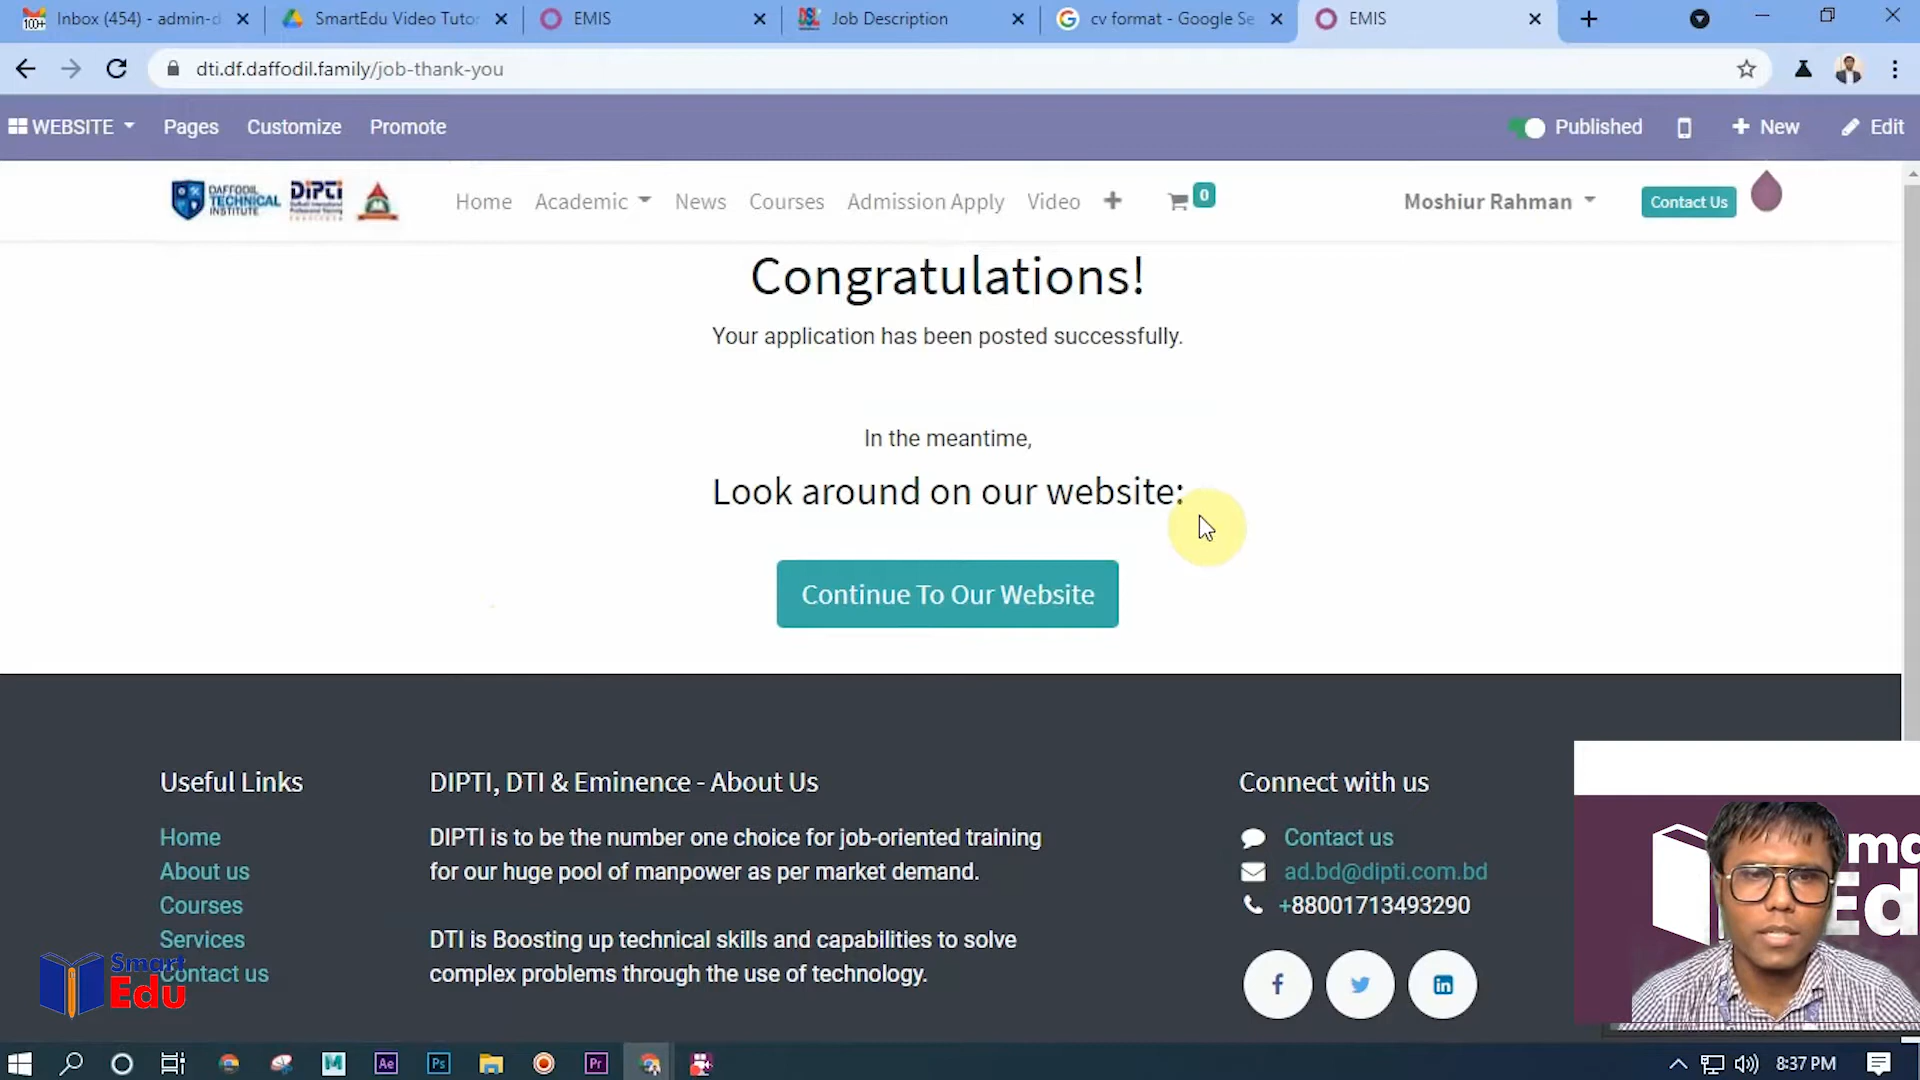 Inbox (454) - admin-d
SmartEdu Video Tutor
EMIS
Job Description
cv format - Google Se
EMIS
dti.df.daffodil.family/job-thank-you
WEBSITE
Pages
Customize
Promote
Published
New
Edit
DAFFODIL TECHNICAL INSTITUTE
DIPTI
Home
Academic
News
Courses
Admission Apply
Video
0
Moshiur Rahman
Contact Us
Congratulations!
Your application has been posted successfully.
In the meantime,
Look around on our website:
Continue To Our Website
Useful Links
Home
About us
Courses
Services
Contact us
DIPTI, DTI & Eminence - About Us
DIPTI is to be the number one choice for job-oriented training
for our huge pool of manpower as per market demand.
DTI is Boosting up technical skills and capabilities to solve
complex problems through the use of technology.
Connect with us
Contact us
ad.bd@dipti.com.bd
+88001713493290
Smart
Edu
8:37 PM